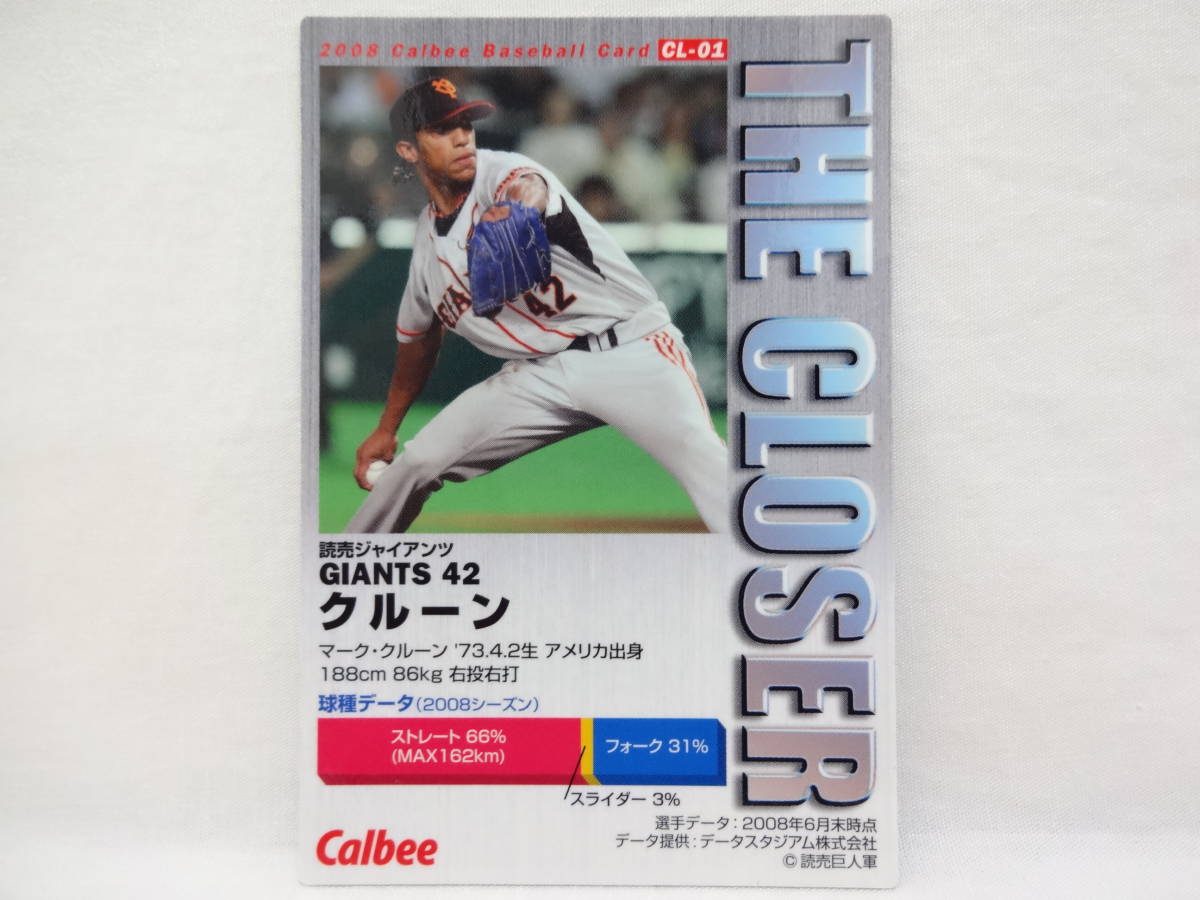 2008 Calbee Baseball Card CL-01
THE CLOSER
42
読売ジャイアンツ
GIANTS 42
クルーン
マーク・クルーン '73.4.2生 アメリカ出身
188cm 86kg 右投右打
球種データ(2008シーズン)
ストレート 66%
(MAX162km)
フォーク 31%
スライダー 3%
選手データ:2008年6月末時点
データ提供:データスタジアム株式会社
©読売巨人軍
Calbee